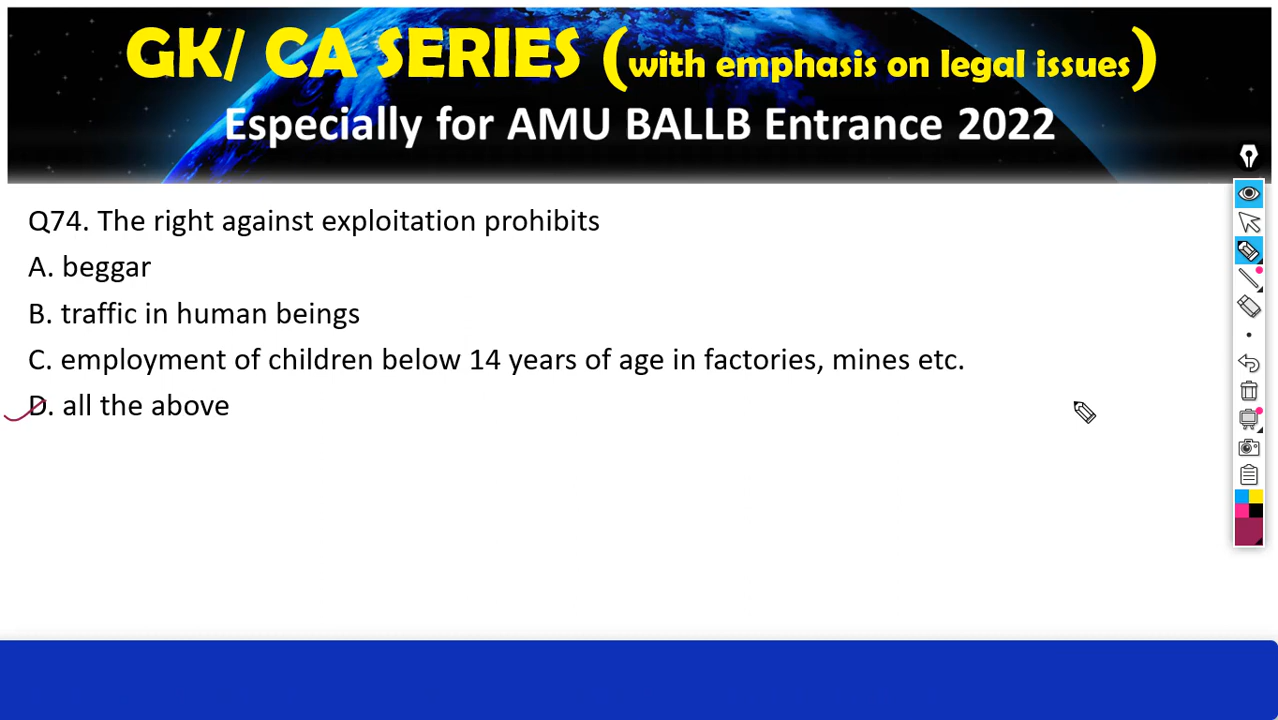 GK/ CA SERIES (with emphasis on legal issues)
Especially for AMU BALLB Entrance 2022
Q74. The right against exploitation prohibits
A. beggar
B. traffic in human beings
C. employment of children below 14 years of age in factories, mines etc.
D. all the above